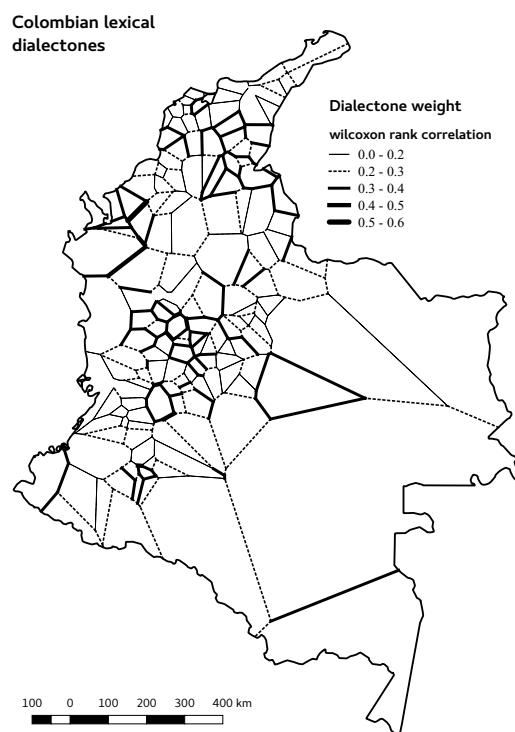 Colombian lexical
dialectones
Dialectone weight
wilcoxon rank correlation
0.0 - 0.2
0.2 - 0.3
0.3 - 0.4
0.4 - 0.5
0.5 - 0.6
100 0 100 200 300 400 km